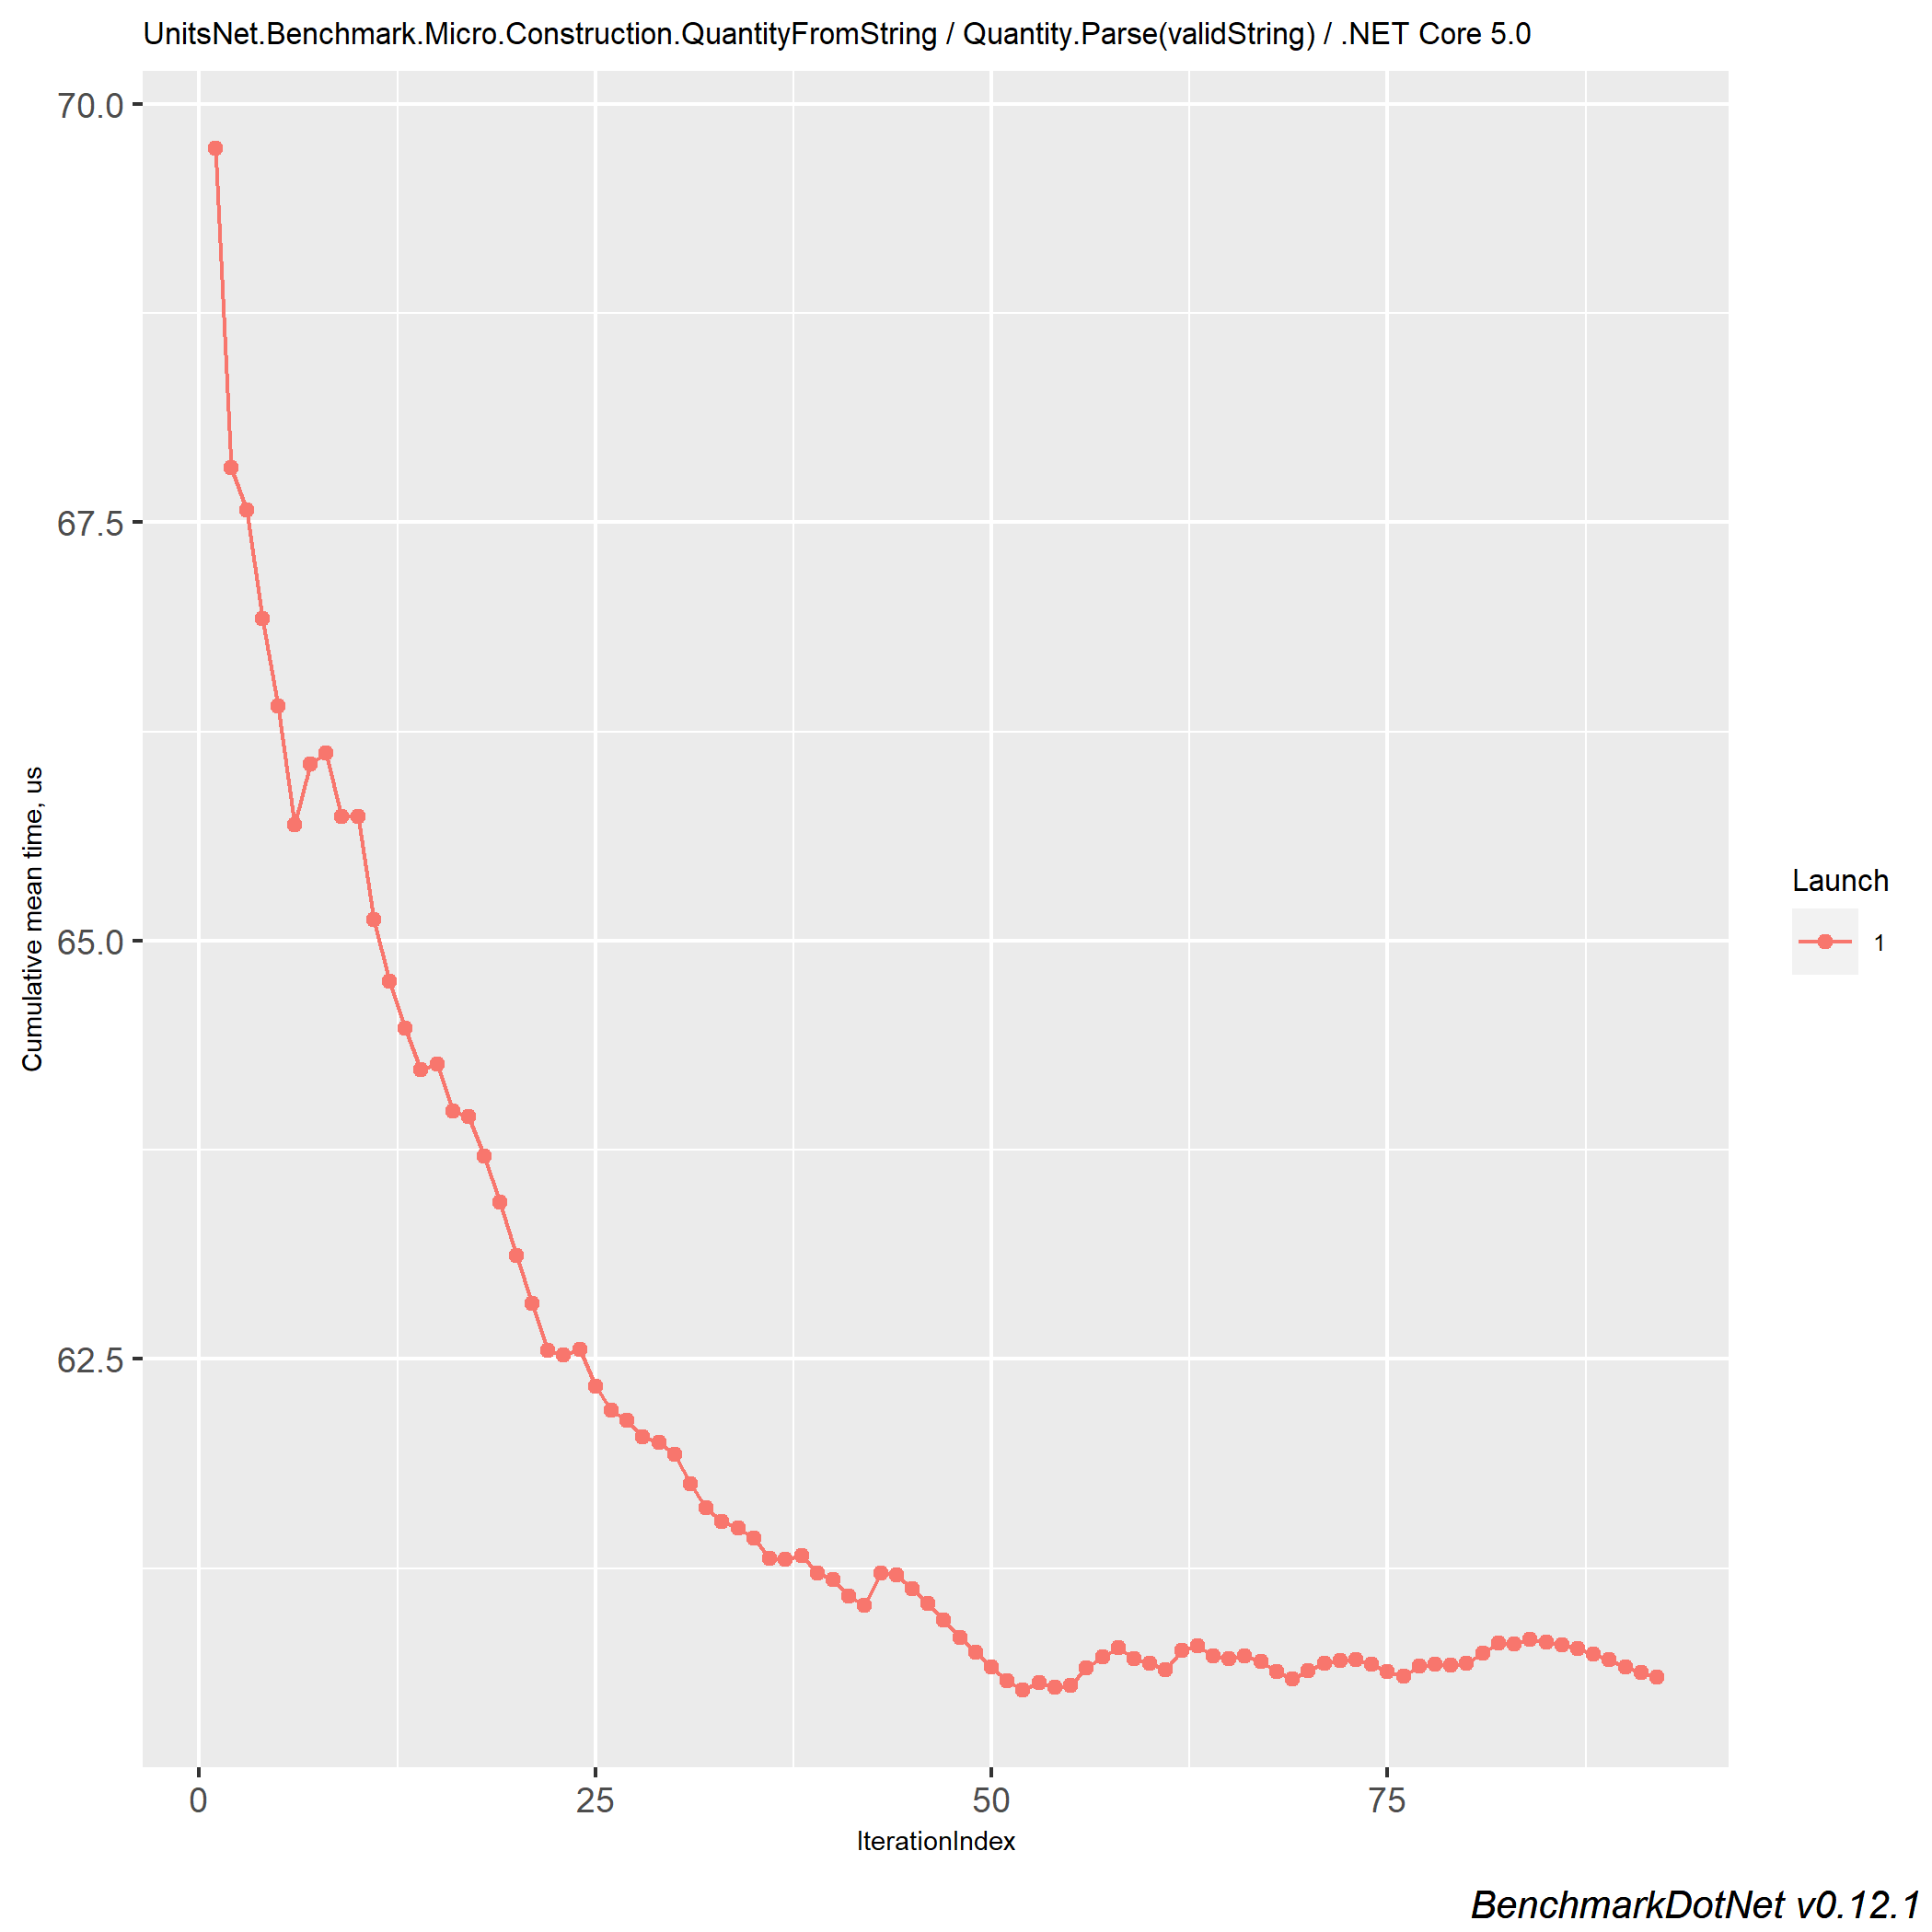 UnitsNet.Benchmark.Micro.Construction.QuantityFromString / Quantity.Parse(validString) / .NET Core 5.0
70.0
67.5
65.0
62.5
Cumulative mean time, us
0
25
50
75
IterationIndex
Launch
1
BenchmarkDotNet v0.12.1